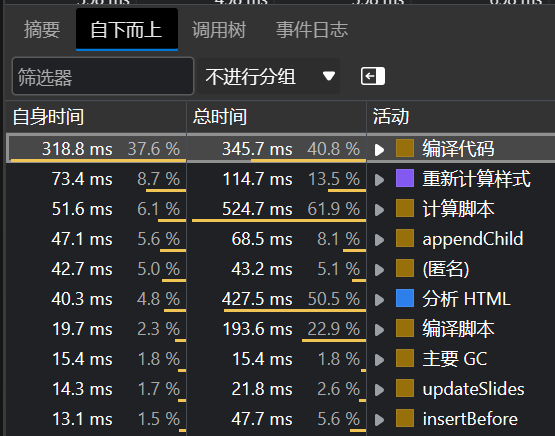 摘要 自下而上 调用树 事件日志
筛选器 不进行分组
自身时间 总时间 活动
318.8 ms 37.6 % 345.7 ms 40.8 % 编译代码
73.4 ms 8.7 % 114.7 ms 13.5 % 重新计算样式
51.6 ms 6.1 % 524.7 ms 61.9 % 计算脚本
47.1 ms 5.6 % 68.5 ms 8.1 % appendChild
42.7 ms 5.0 % 43.2 ms 5.1 % (匿名)
40.3 ms 4.8 % 427.5 ms 50.5 % 分析 HTML
19.7 ms 2.3 % 193.6 ms 22.9 % 编译脚本
15.4 ms 1.8 % 15.4 ms 1.8 % 主要 GC
14.3 ms 1.7 % 21.8 ms 2.6 % updateSlides
13.1 ms 1.5 % 47.7 ms 5.6 % insertBefore